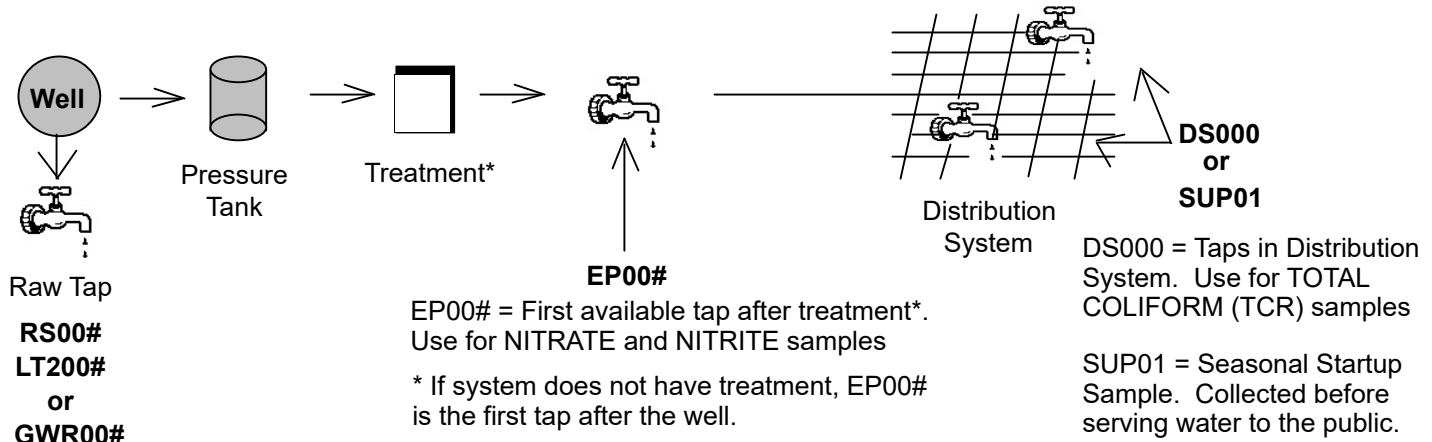 Well
Raw Tap
RS00#
LT200#
or
GWR00#
Pressure
Tank
Treatment*
EP00#
EP00# = First available tap after treatment*.
Use for NITRATE and NITRITE samples
* If system does not have treatment, EP00#
is the first tap after the well.
Distribution
System
DS000
or
SUP01
DS000 = Taps in Distribution
System. Use for TOTAL
COLIFORM (TCR) samples
SUP01 = Seasonal Startup
Sample. Collected before
serving water to the public.